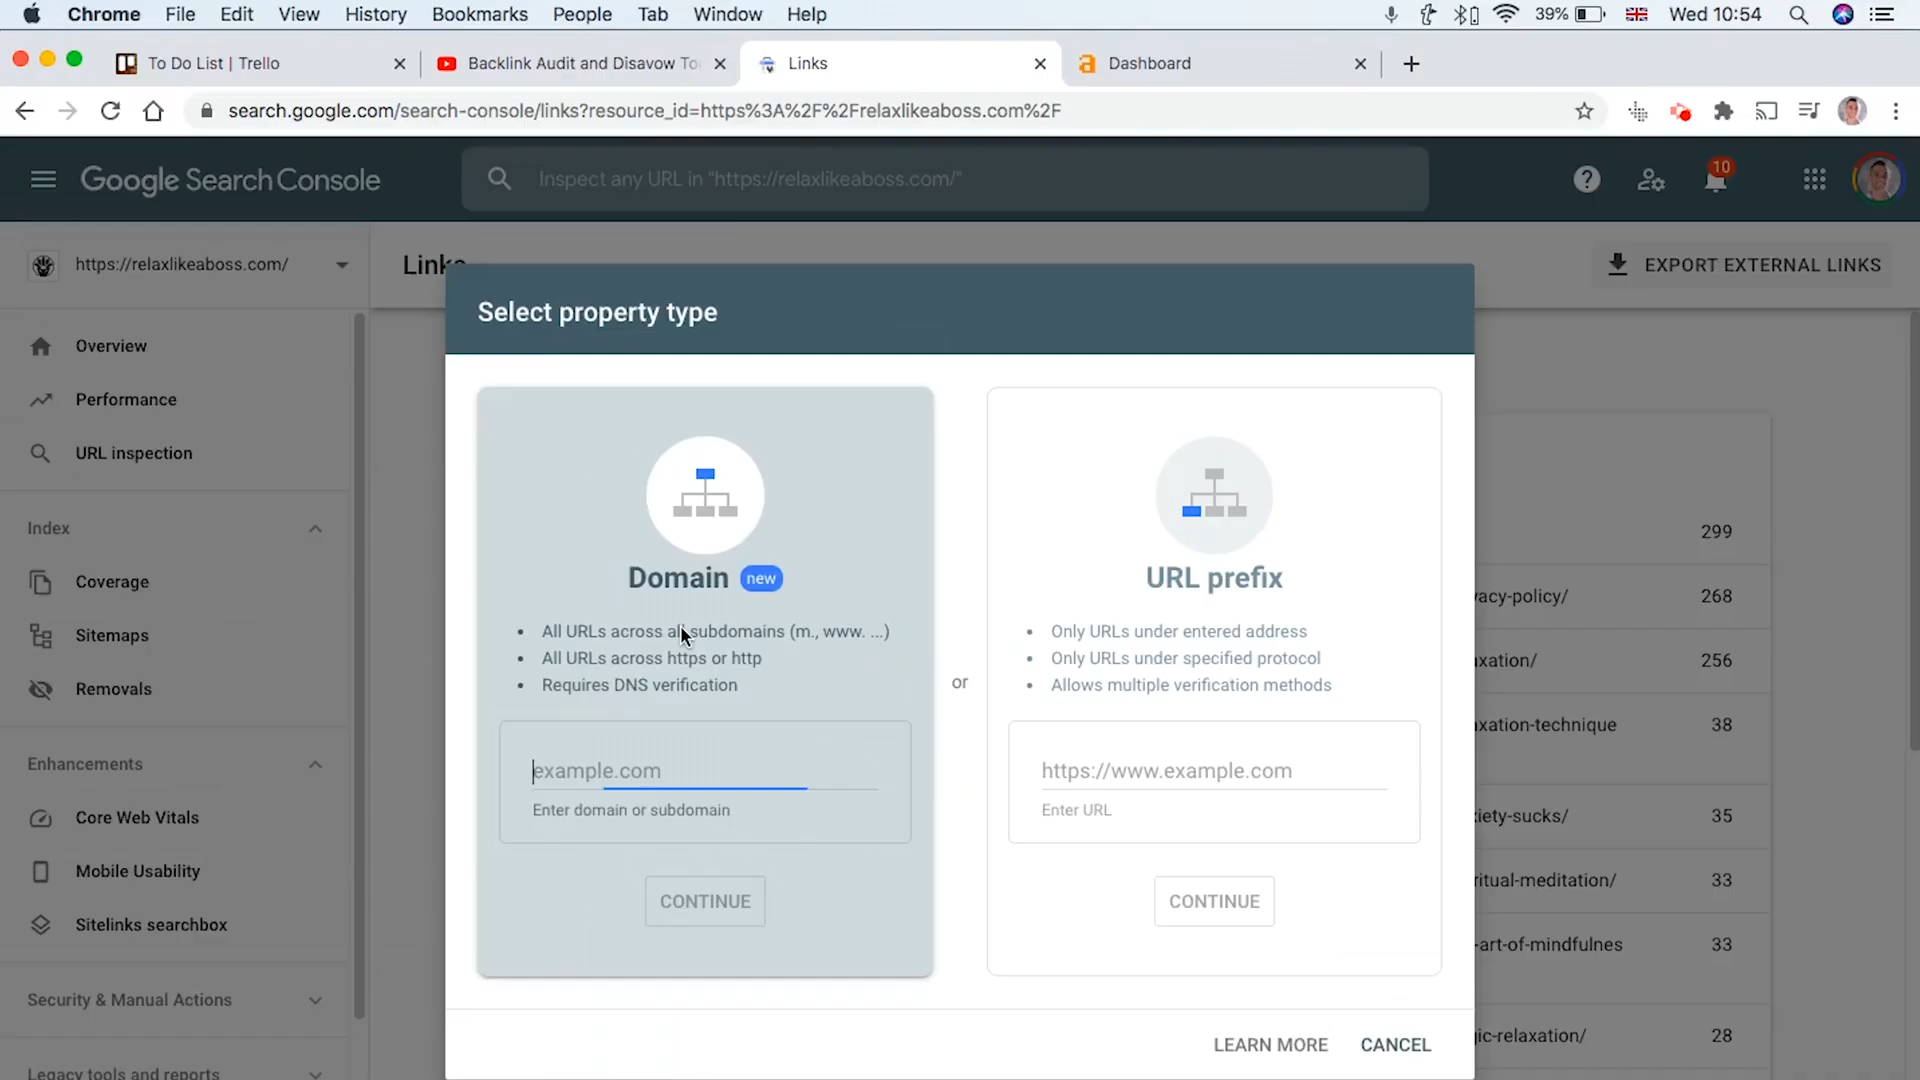 Chrome File Edit View History Bookmarks People Tab Window Help
39% Wed 10:54
To Do List | Trello
Backlink Audit and Disavow To
Links
Dashboard
search.google.com/search-console/links?resource_id=https%3A%2F%2Frelaxlikeaboss.com%2F
Google Search Console
Inspect any URL in "https://relaxlikeaboss.com/"
10
https://relaxlikeaboss.com/
Links
EXPORT EXTERNAL LINKS
Overview
Performance
URL inspection
Index
Coverage
Sitemaps
Removals
Enhancements
Core Web Vitals
Mobile Usability
Sitelinks searchbox
Security & Manual Actions
Legacy tools and reports
Select property type
Domain new
All URLs across all subdomains (m., www. ...)
All URLs across https or http
Requires DNS verification
example.com
Enter domain or subdomain
CONTINUE
or
URL prefix
Only URLs under entered address
Only URLs under specified protocol
Allows multiple verification methods
https://www.example.com
Enter URL
CONTINUE
LEARN MORE CANCEL
299
vacy-policy/ 268
axation/ 256
axation-technique 38
xiety-sucks/ 35
ritual-meditation/ 33
-art-of-mindfulnes 33
gic-relaxation/ 28